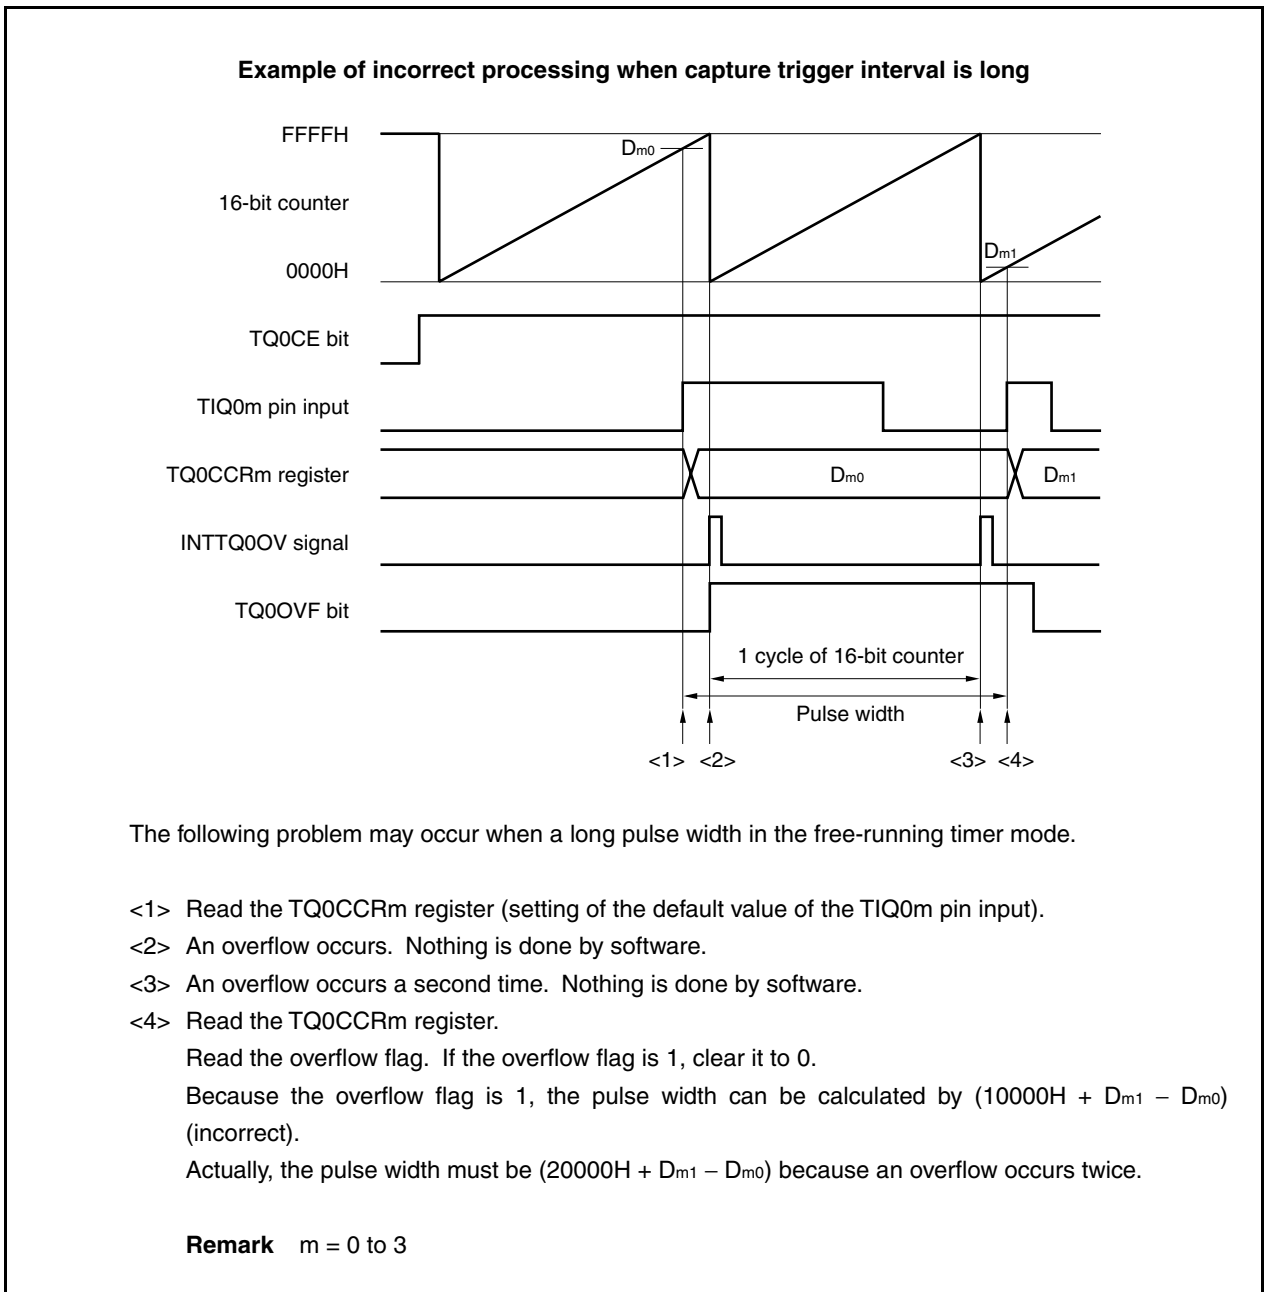 Example of incorrect processing when capture trigger interval is long
FFFFH
Dm0
16-bit counter
Dm1
0000H
TQ0CE bit
TIQ0m pin input
TQ0CCRm register
Dm0
Dm1
INTTQ0OV signal
TQ0OVF bit
1 cycle of 16-bit counter
Pulse width
<1> <2> <3> <4>
The following problem may occur when a long pulse width in the free-running timer mode.
<1> Read the TQ0CCRm register (setting of the default value of the TIQ0m pin input).
<2> An overflow occurs. Nothing is done by software.
<3> An overflow occurs a second time. Nothing is done by software.
<4> Read the TQ0CCRm register.
Read the overflow flag. If the overflow flag is 1, clear it to 0.
Because the overflow flag is 1, the pulse width can be calculated by (10000H + Dm1 – Dm0)
(incorrect).
Actually, the pulse width must be (20000H + Dm1 – Dm0) because an overflow occurs twice.
Remark m = 0 to 3